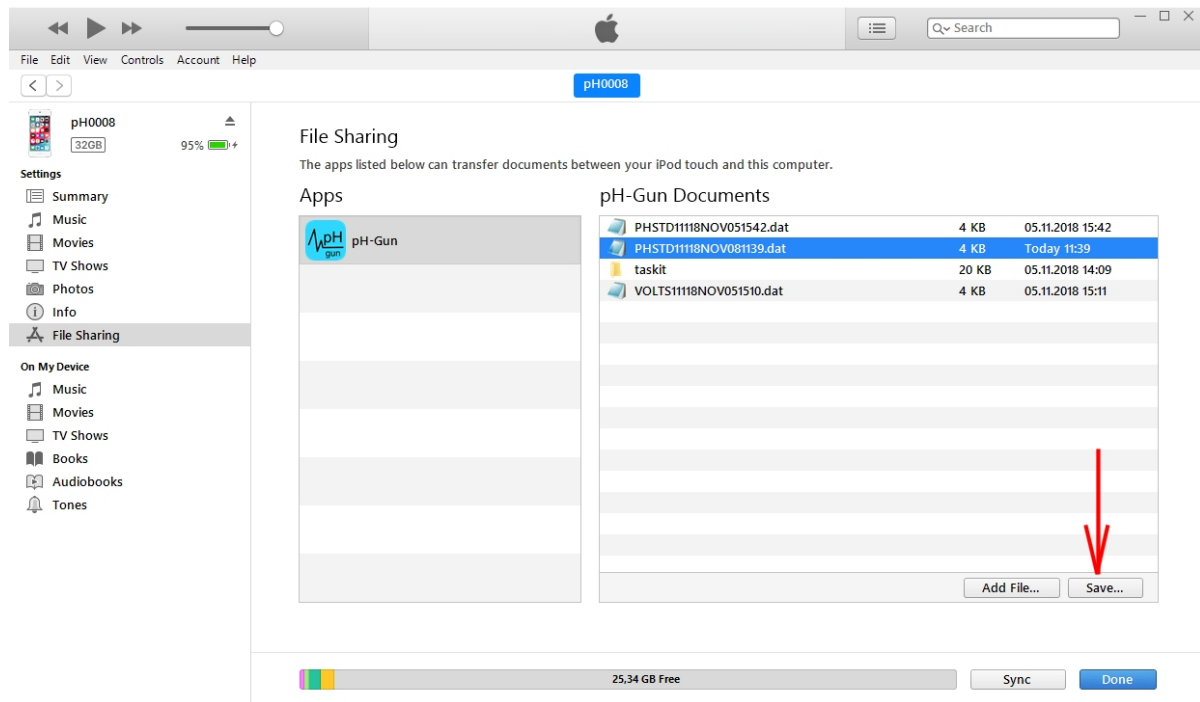 Search
File Edit View Controls Account Help
pH0008
pH0008
32GB 95%
Settings
Summary
Music
Movies
TV Shows
Photos
Info
File Sharing
On My Device
Music
Movies
TV Shows
Books
Audiobooks
Tones
File Sharing
The apps listed below can transfer documents between your iPod touch and this computer.
Apps
pH
gun
pH-Gun
pH-Gun Documents
PHSTD11118NOV051542.dat 4 KB 05.11.2018 15:42
PHSTD11118NOV081139.dat 4 KB Today 11:39
taskit 20 KB 05.11.2018 14:09
VOLTS11118NOV051510.dat 4 KB 05.11.2018 15:11
Add File... Save...
25,34 GB Free Sync Done